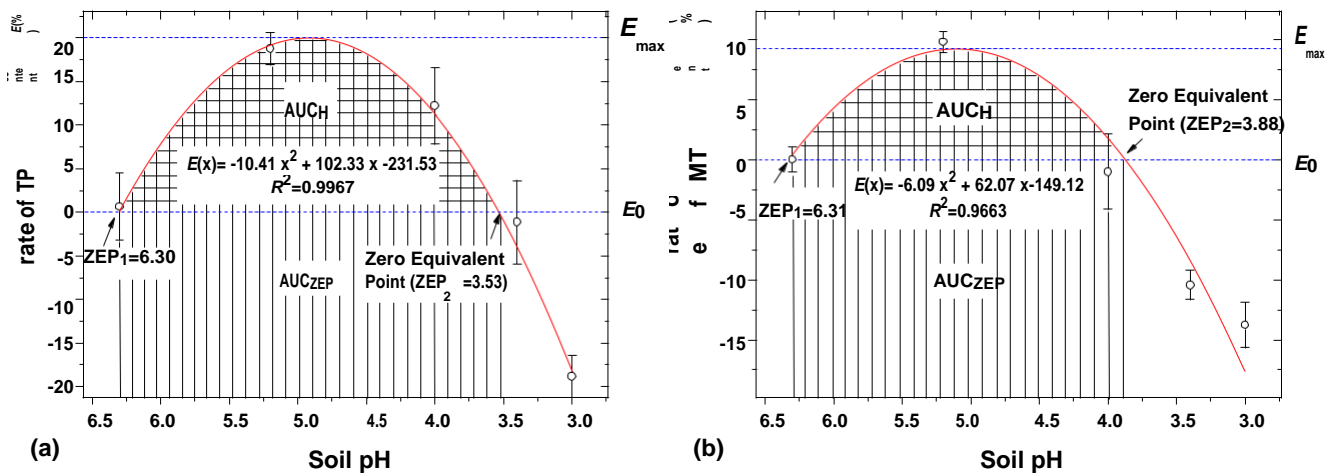 E(%
)
20
15
10
5
0
-5
-10
-15
-20
rate of TP
nte
nt
E
max
AUCH
E(x)= -10.41 x2 + 102.33 x -231.53
R2=0.9967
E0
ZEP1=6.30
Zero Equivalent
Point (ZEP =3.53)
2
AUCZEP
6.5 6.0 5.5 5.0 4.5 4.0 3.5 3.0
(a)
Soil pH
%
)
10
5
0
-5
-10
-15
e
n
t
f MT
e
E
max
AUCH
Zero Equivalent
Point (ZEP2=3.88)
E0
E(x)= -6.09 x2 + 62.07 x-149.12
R2=0.9663
ZEP1=6.31
AUCZEP
6.5 6.0 5.5 5.0 4.5 4.0 3.5 3.0
(b)
Soil pH